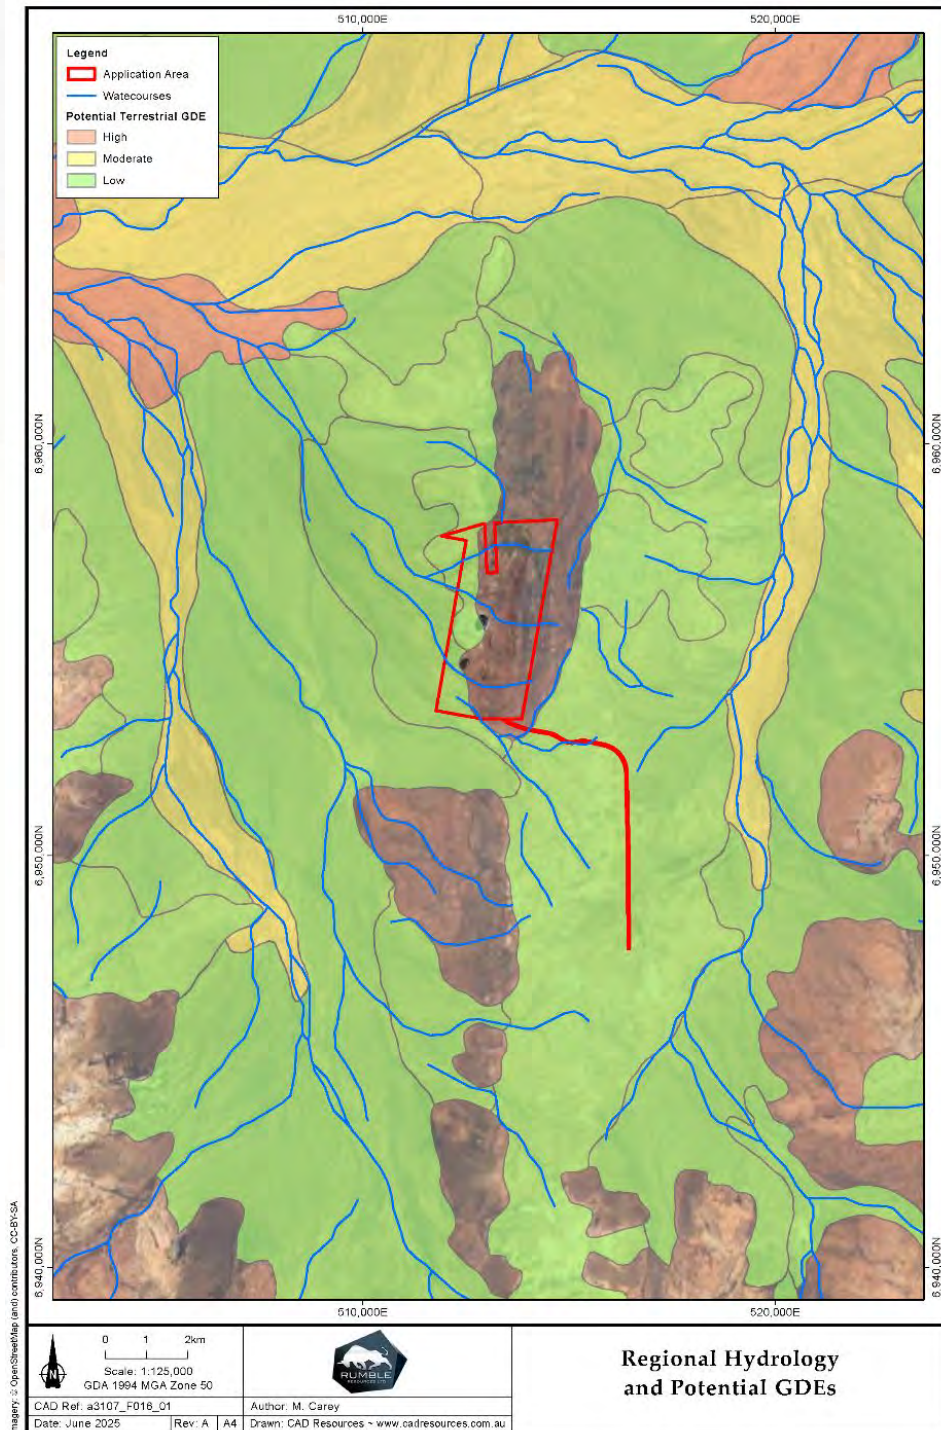 510,000E
520,000E
Legend
Application Area
Watecourses
Potential Terrestrial GDE
High
Moderate
Low
6,960,000N
6,960,000N
6,950,000N
6,950,000N
6,940,000N
6,940,000N
510,000E
520,000E
Imagery: © OpenStreetMap (and) contributors, CC-BY-SA
N
0 1 2km
Scale: 1:125,000
GDA 1994 MGA Zone 50
CAD Ref: a3107_F016_01
Date: June 2025
Rev: A
A4
RUMBLE
RESOURCES LTD
Author: M. Carey
Drawn: CAD Resources ~ www.cadresources.com.au
Regional Hydrology
and Potential GDEs